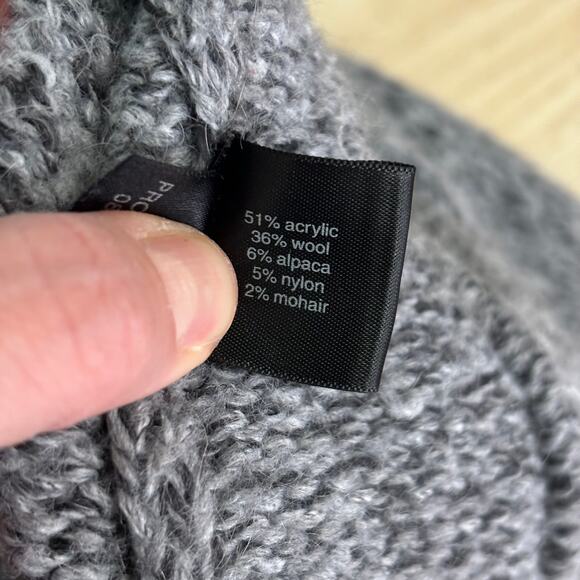 51% acrylic
36% wool
6% alpaca
5% nylon
2% mohair